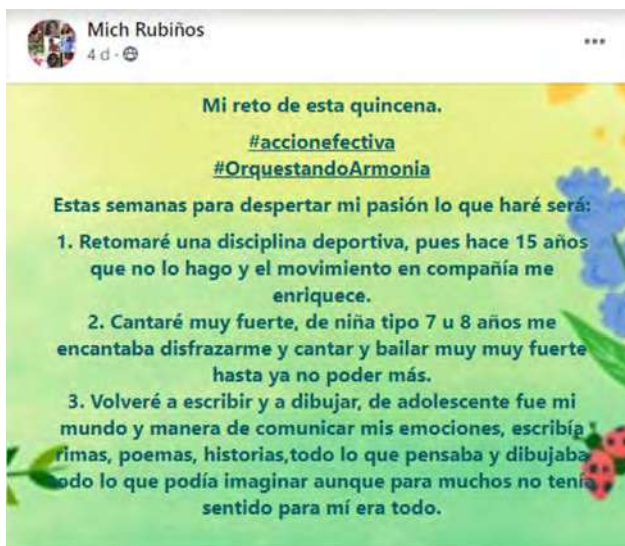 Mich Rubiños
4 d
Mi reto de esta quincena.
#accionefectiva
#OrquestandoArmonia
Estas semanas para despertar mi pasión lo que haré será:
1. Retomaré una disciplina deportiva, pues hace 15 años
que no lo hago y el movimiento en compañía me
enriquece.
2. Cantaré muy fuerte, de niña tipo 7 u 8 años me
encantaba disfrazarme y cantar y bailar muy muy fuerte
hasta ya no poder más.
3. Volveré a escribir y a dibujar, de adolescente fue mi
mundo y manera de comunicar mis emociones, escribía
rimas, poemas, historias,todo lo que pensaba y dibujaba
todo lo que podía imaginar aunque para muchos no tenía
sentido para mí era todo.